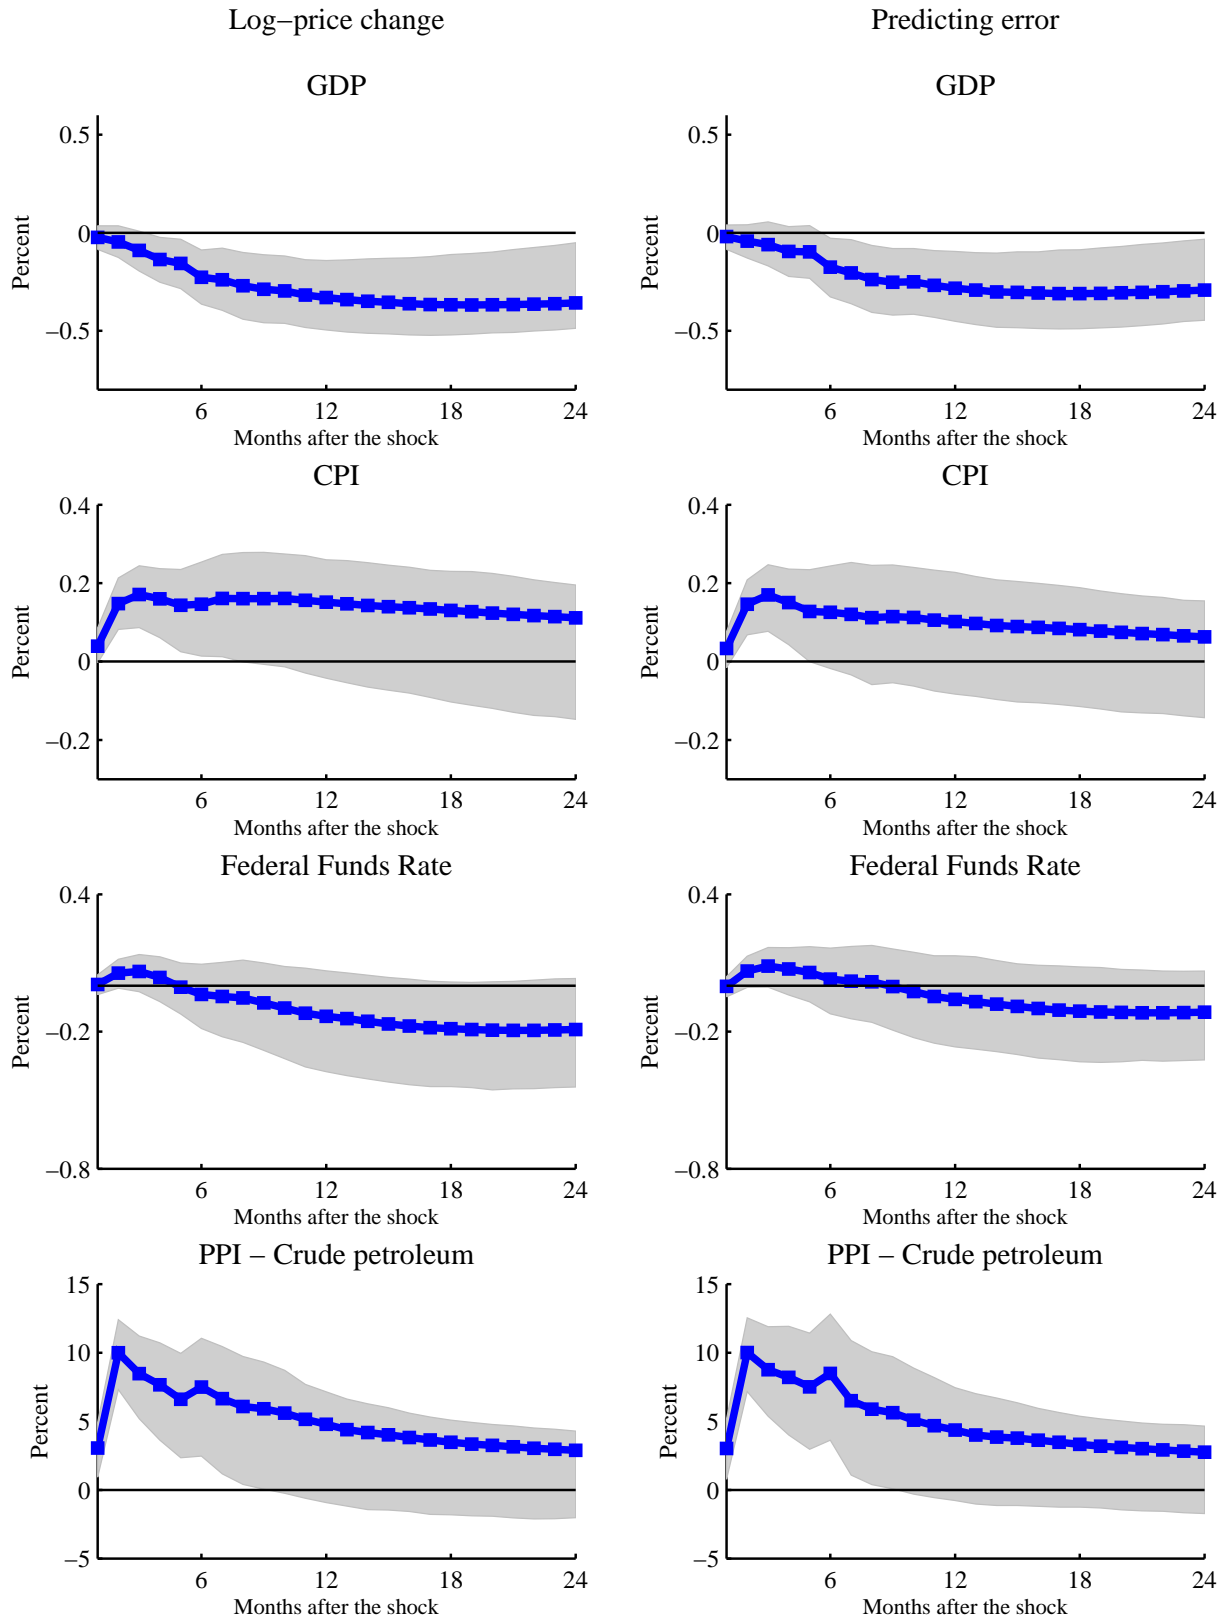 Log−price change
Predicting error
GDP
0.5
0
−0.5
Percent
6 12 18 24
Months after the shock
GDP
0.5
0
−0.5
Percent
6 12 18 24
Months after the shock
CPI
0.4
0.2
0
−0.2
Percent
6 12 18 24
Months after the shock
CPI
0.4
0.2
0
−0.2
Percent
6 12 18 24
Months after the shock
Federal Funds Rate
0.4
−0.2
−0.8
Percent
6 12 18 24
Months after the shock
Federal Funds Rate
0.4
−0.2
−0.8
Percent
6 12 18 24
Months after the shock
PPI − Crude petroleum
15
10
5
0
−5
Percent
6 12 18 24
Months after the shock
PPI − Crude petroleum
15
10
5
0
−5
Percent
6 12 18 24
Months after the shock